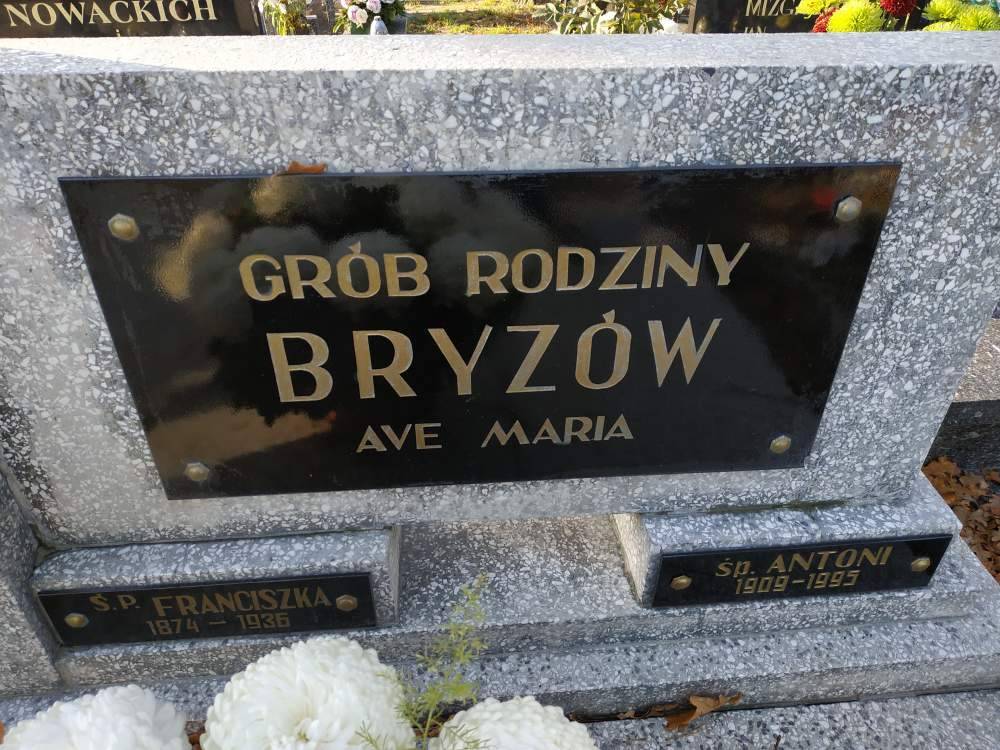 NOWACKICH
GRÓB RODZINY
BRYZÓW
AVE MARIA
Ś.P. FRANCISZKA
1874 – 1936
śp. ANTONI
1909-1995